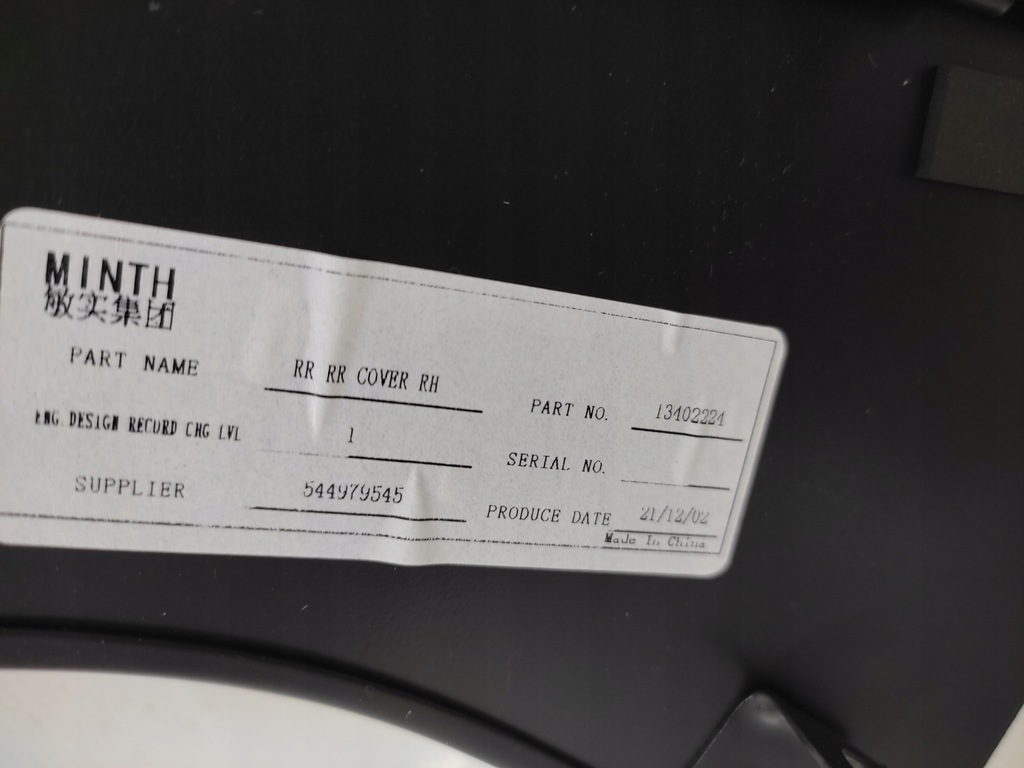 MINTH
敏实集团
PART NAME RR RR COVER RH
PART NO. 13402224
ENG. DESIGN RECORD CHG LVL 1
SERIAL NO.
SUPPLIER 544979545
PRODUCE DATE 21/12/02
Made In China